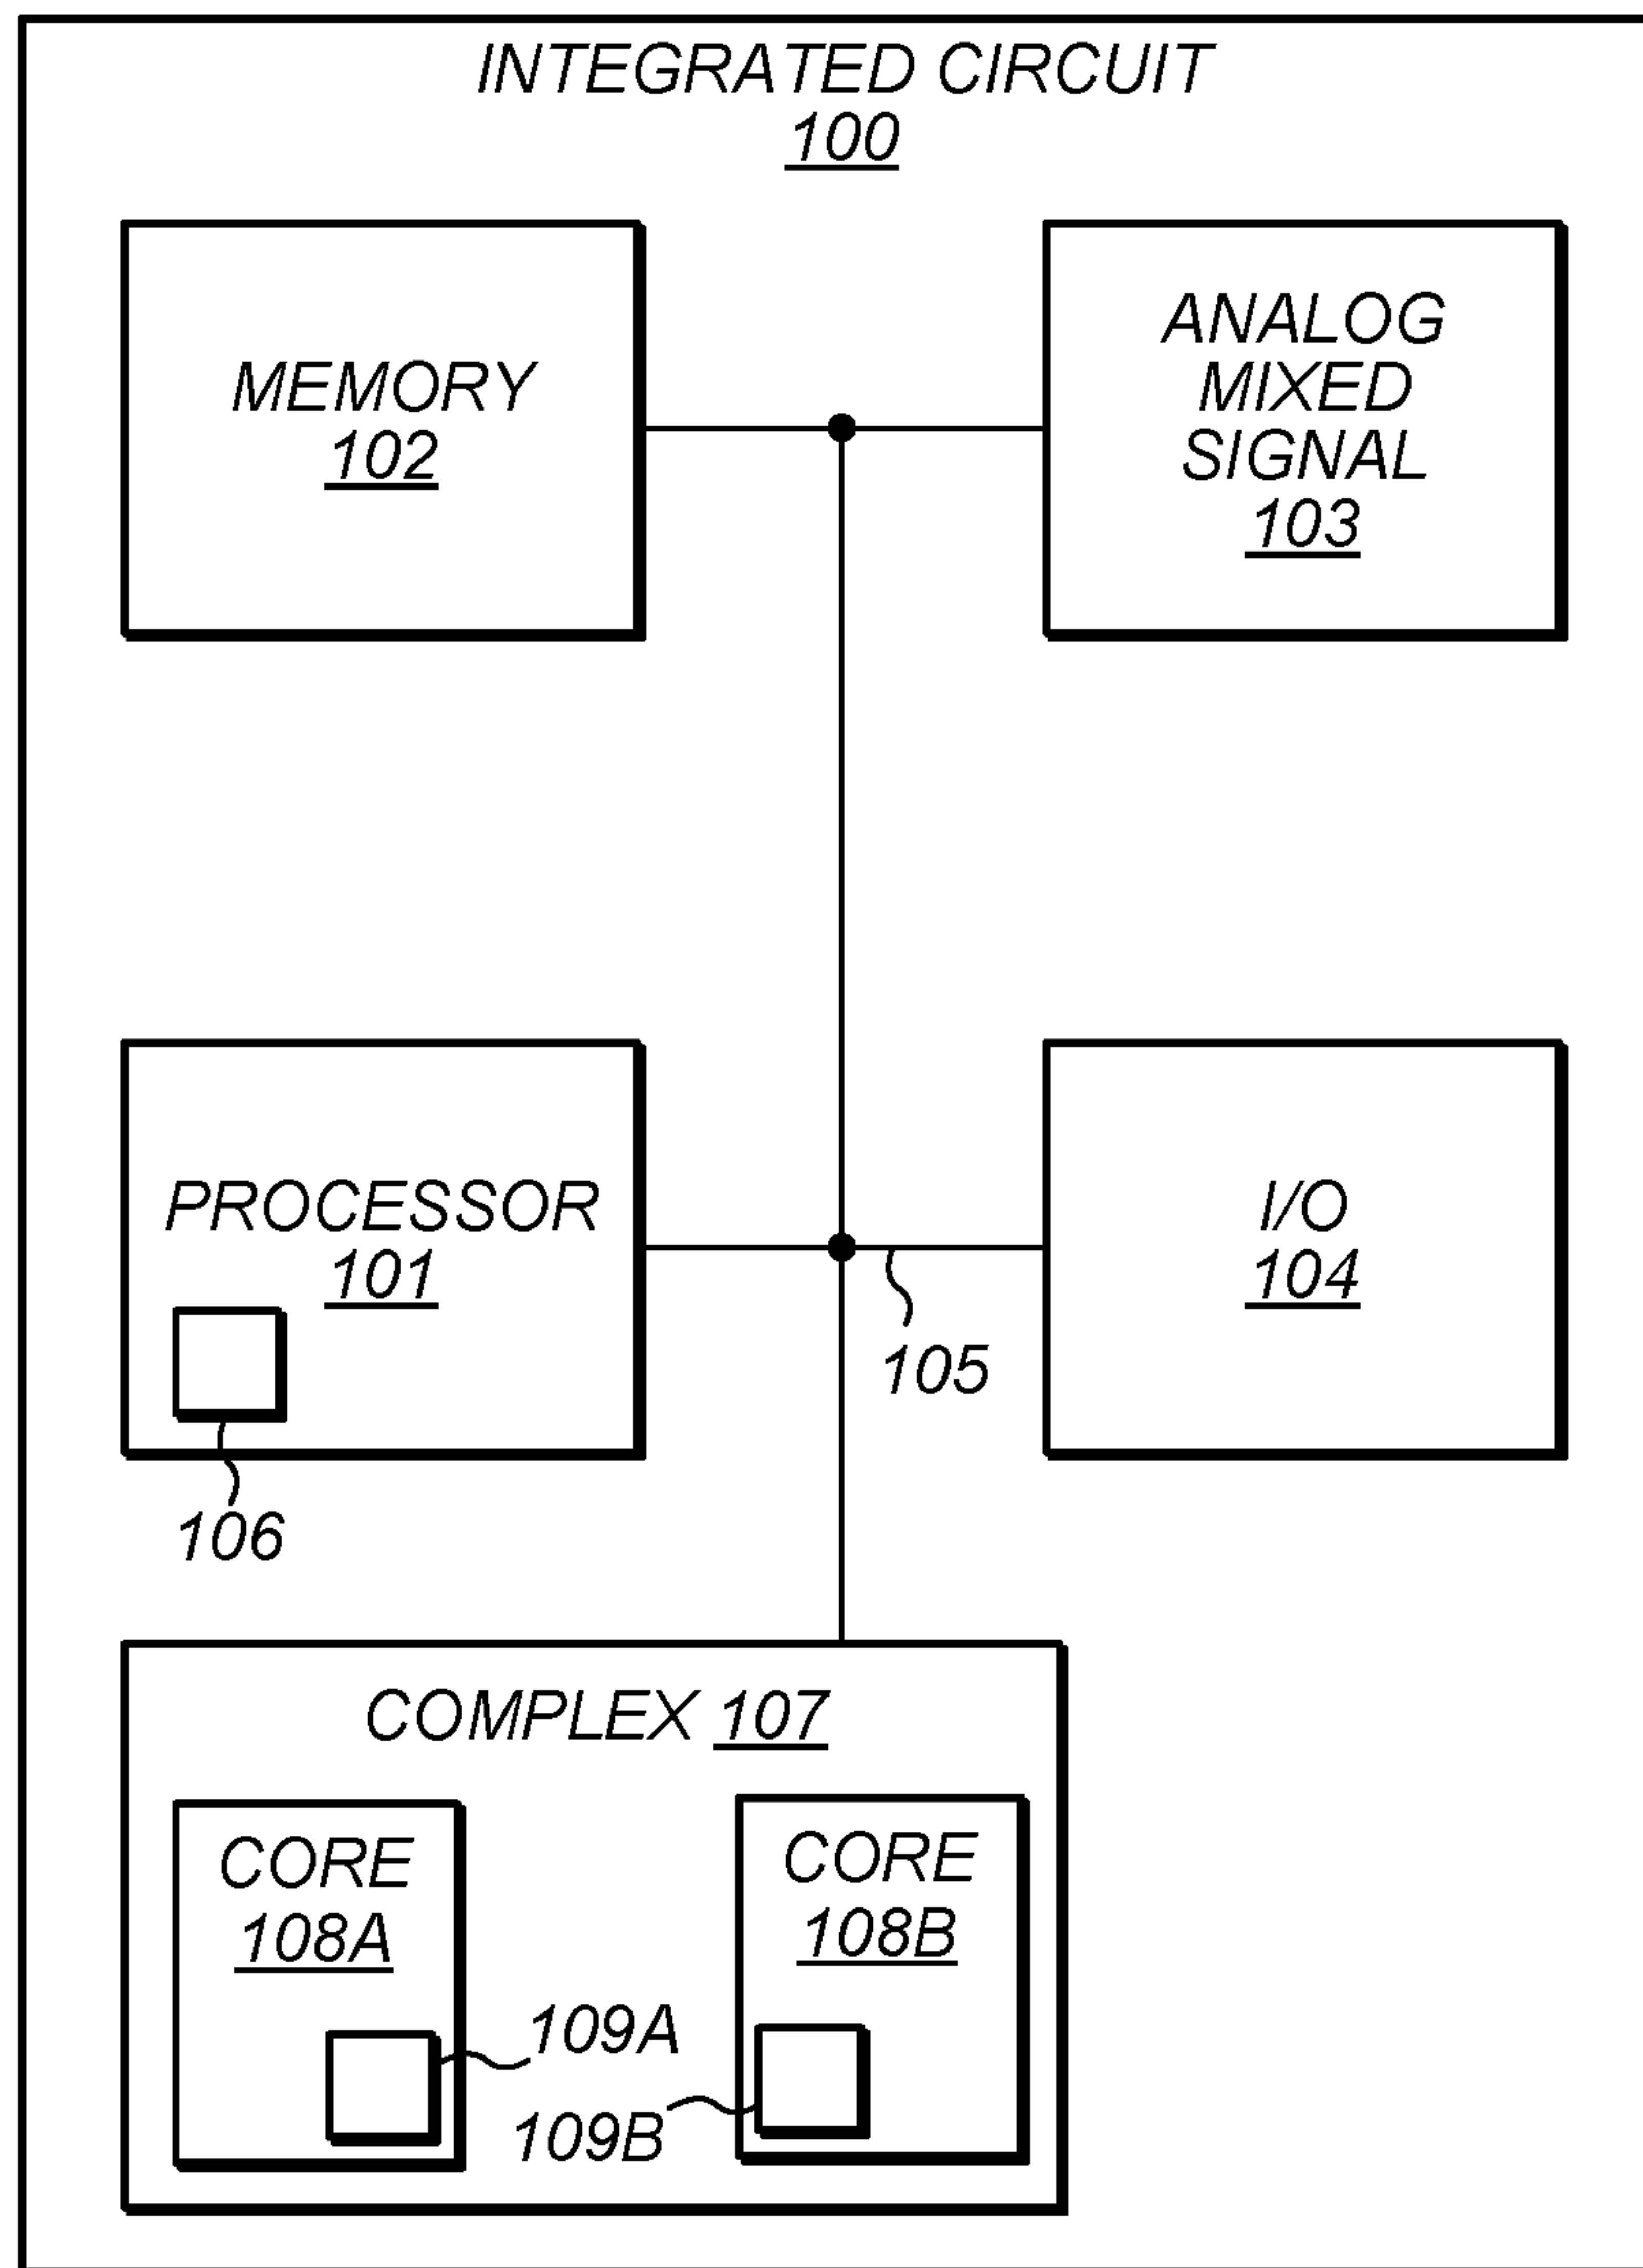 INTEGRATED CIRCUIT
100
MEMORY
102
ANALOG
MIXED
SIGNAL
103
PROCESSOR
101
I/O
104
105
106
COMPLEX 107
CORE
108A
CORE
108B
109A
109B